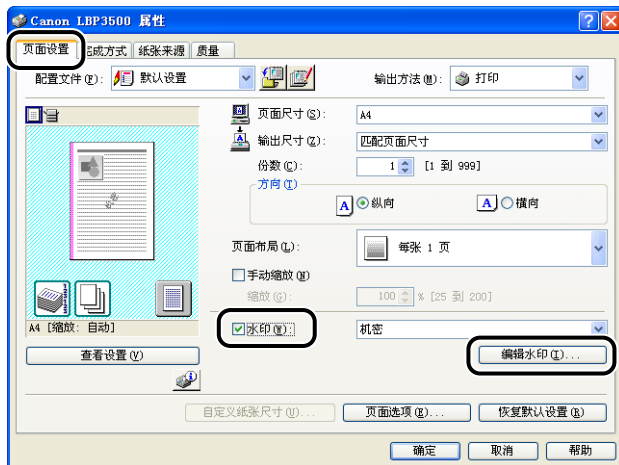 Canon LBP3500 属性
页面设置 完成方式 纸张来源 质量
配置文件(F): 默认设置 输出方法(M): 打印
页面尺寸(S): A4
输出尺寸(Z): 匹配页面尺寸
份数(C): 1 [1 到 999]
方向(T)
A 纵向 A 横向
页面布局(L): 每张 1 页
手动缩放(N)
缩放(G): 100 % [25 到 200]
机密
A4 [缩放: 自动] 水印(W): 机密
查看设置(V) 编辑水印(I)...
自定义纸张尺寸(U)... 页面选项(E)... 恢复默认设置(R)
确定 取消 帮助